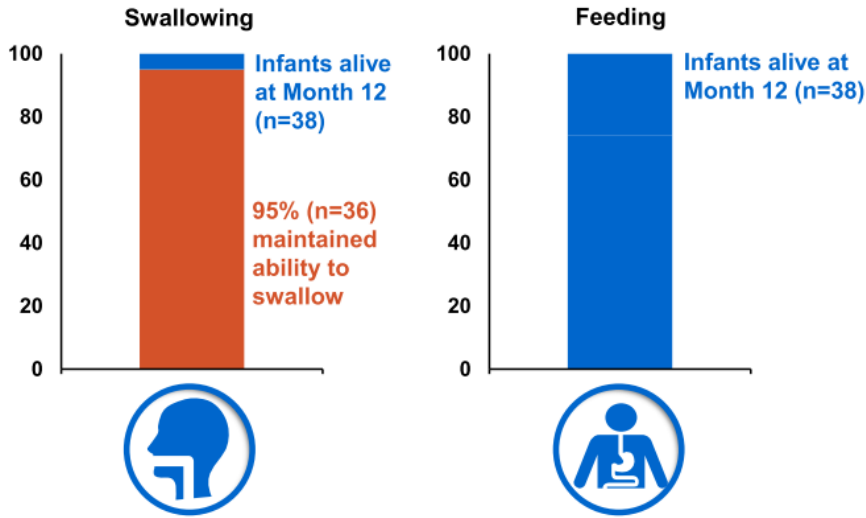 Swallowing
100
80
60
40
20
0
Infants alive
at Month 12
(n=38)
95% (n=36)
maintained
ability to
swallow
Feeding
100
80
60
40
20
0
Infants alive at
Month 12 (n=38)